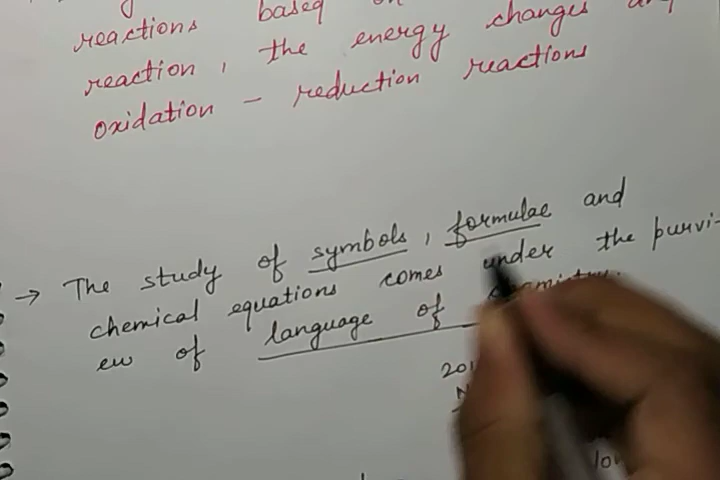 reactions based
reaction, the energy changes
oxidation - reduction reactions
→ The study of symbols, formulae and
chemical equations comes under the purvi-
ew of language of